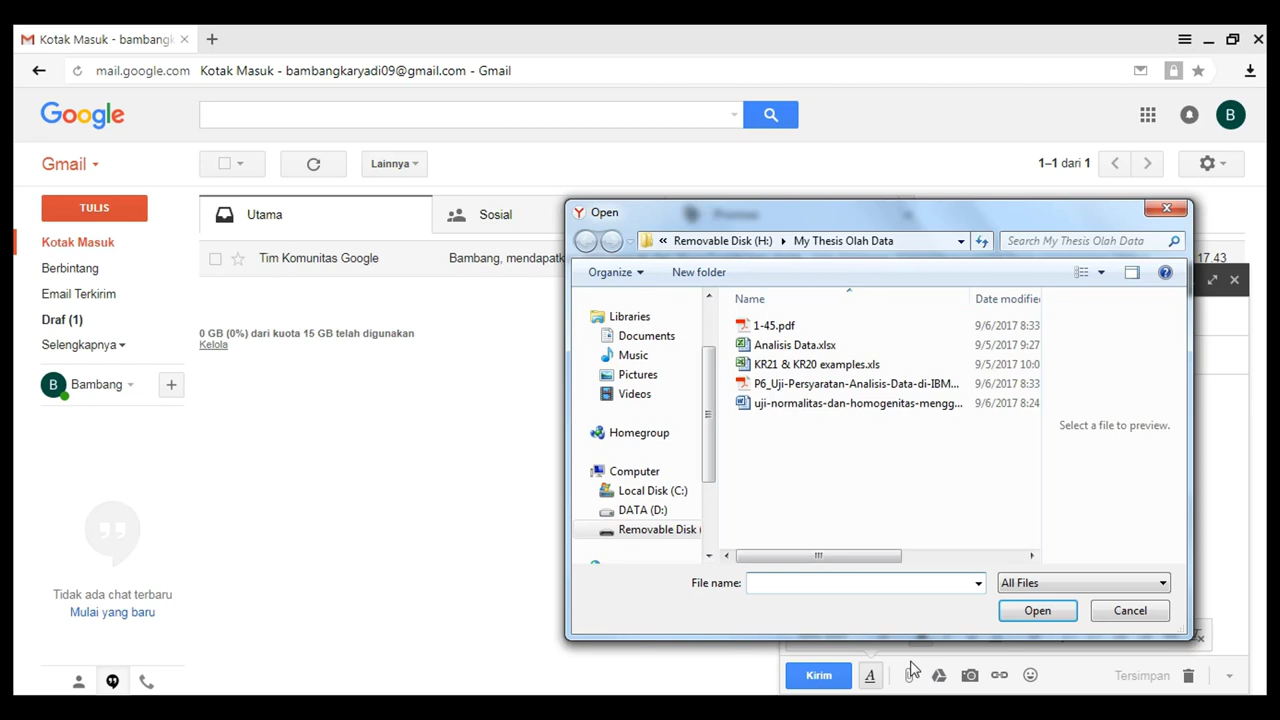 Kotak Masuk - bambangk
mail.google.com Kotak Masuk - bambangkaryadi09@gmail.com - Gmail
Google
B
Gmail
Lainnya
1–1 dari 1
TULIS
Utama
Sosial
Kotak Masuk
Berbintang
Email Terkirim
Draf (1)
Selengkapnya
Tim Komunitas Google
Bambang, mendapatk
17.43
0 GB (0%) dari kuota 15 GB telah digunakan
Kelola
B Bambang
Tidak ada chat terbaru
Mulai yang baru
Open
« Removable Disk (H:) My Thesis Olah Data
Search My Thesis Olah Data
Organize
New folder
Libraries
Documents
Music
Pictures
Videos
Homegroup
Computer
Local Disk (C:)
DATA (D:)
Removable Disk (
Name
Date modified
1-45.pdf 9/6/2017 8:33
Analisis Data.xlsx 9/5/2017 9:27
KR21 & KR20 examples.xls 9/5/2017 10:0
P6_Uji-Persyaratan-Analisis-Data-di-IBM... 9/6/2017 8:33
uji-normalitas-dan-homogenitas-mengg... 9/6/2017 8:24
Select a file to preview.
File name:
All Files
Open
Cancel
Kirim
A
Tersimpan